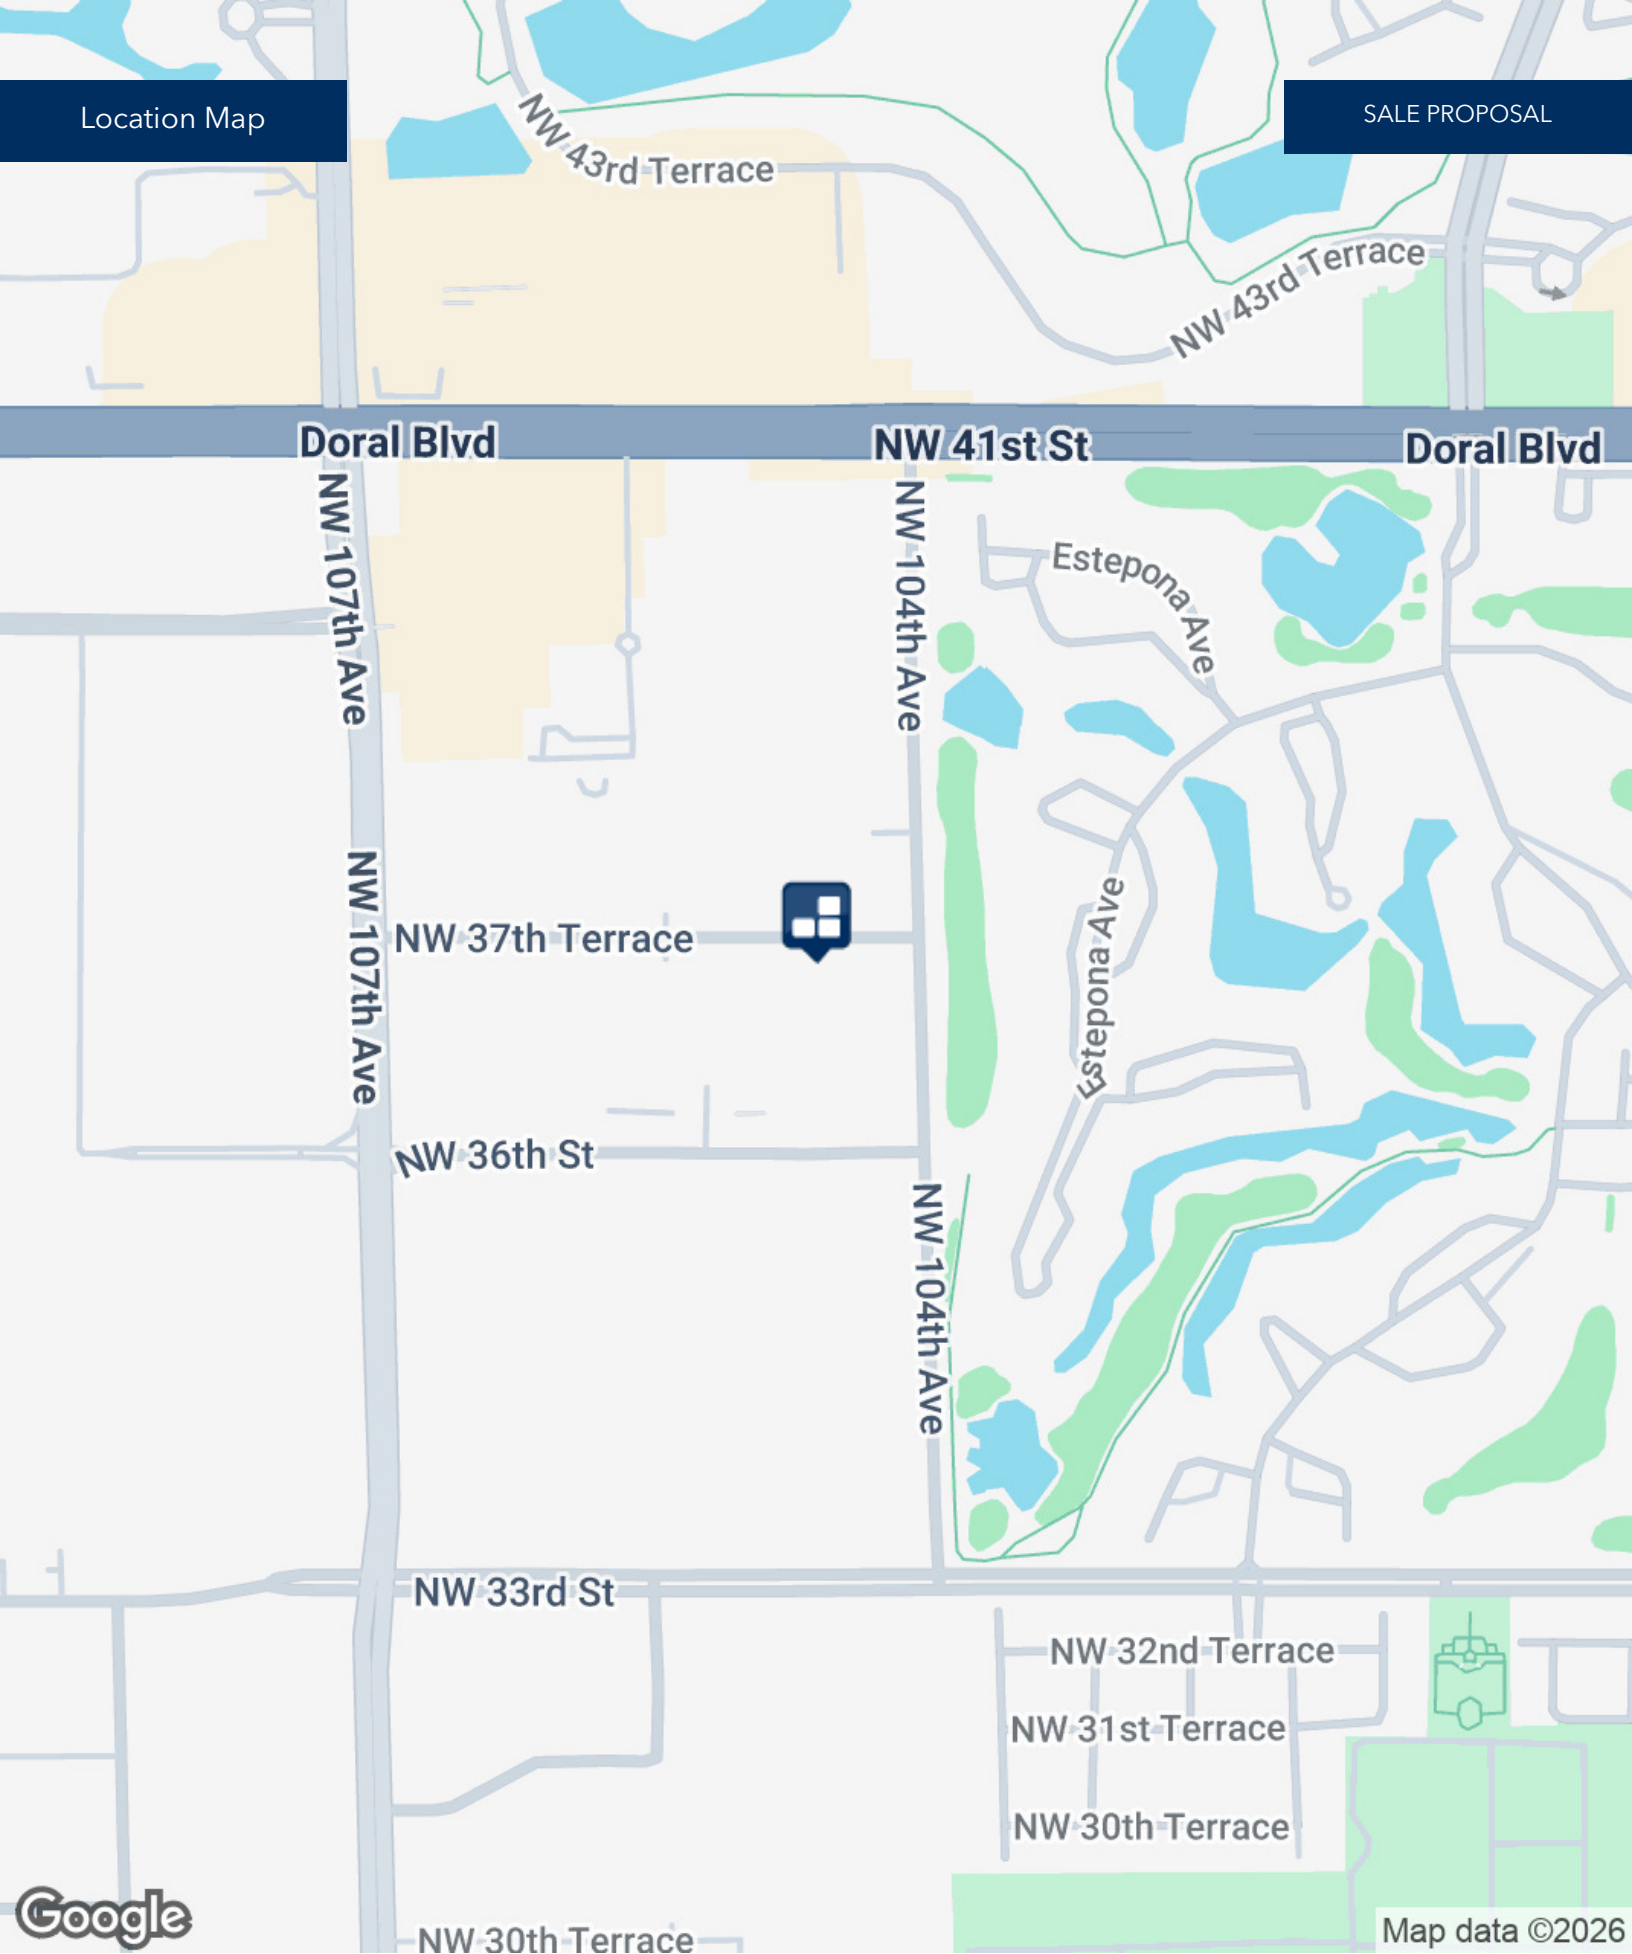 Location Map
SALE PROPOSAL
NW 43rd Terrace
NW 43rd Terrace
Doral Blvd
NW 41st St
Doral Blvd
NW 107th Ave
NW 104th Ave
Estepona Ave
NW 107th Ave
Estepona Ave
NW 37th Terrace
NW 36th St
NW 104th Ave
NW 33rd St
NW 32nd Terrace
NW 31st Terrace
NW 30th Terrace
Google
Map data ©2026
NW 30th Terrace